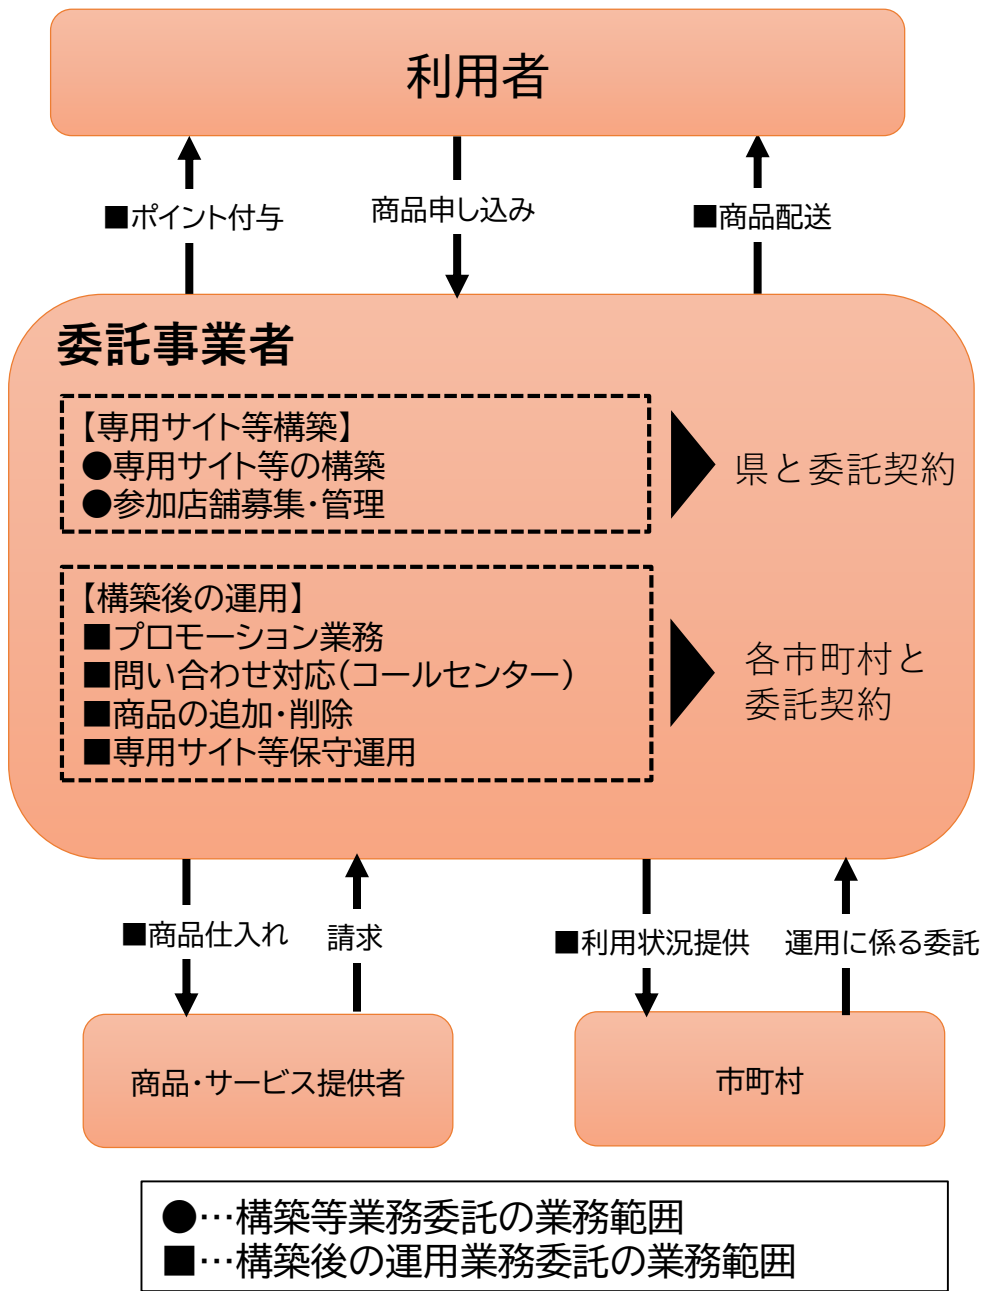 利用者
■ポイント付与
商品申し込み
■商品配送
委託事業者
【専用サイト等構築】
●専用サイト等の構築
●参加店舗募集・管理
県と委託契約
【構築後の運用】
■プロモーション業務
■問い合わせ対応(コールセンター)
■商品の追加・削除
■専用サイト等保守運用
各市町村と
委託契約
■商品仕入れ
請求
■利用状況提供
運用に係る委託
商品・サービス提供者
市町村
●…構築等業務委託の業務範囲
■…構築後の運用業務委託の業務範囲